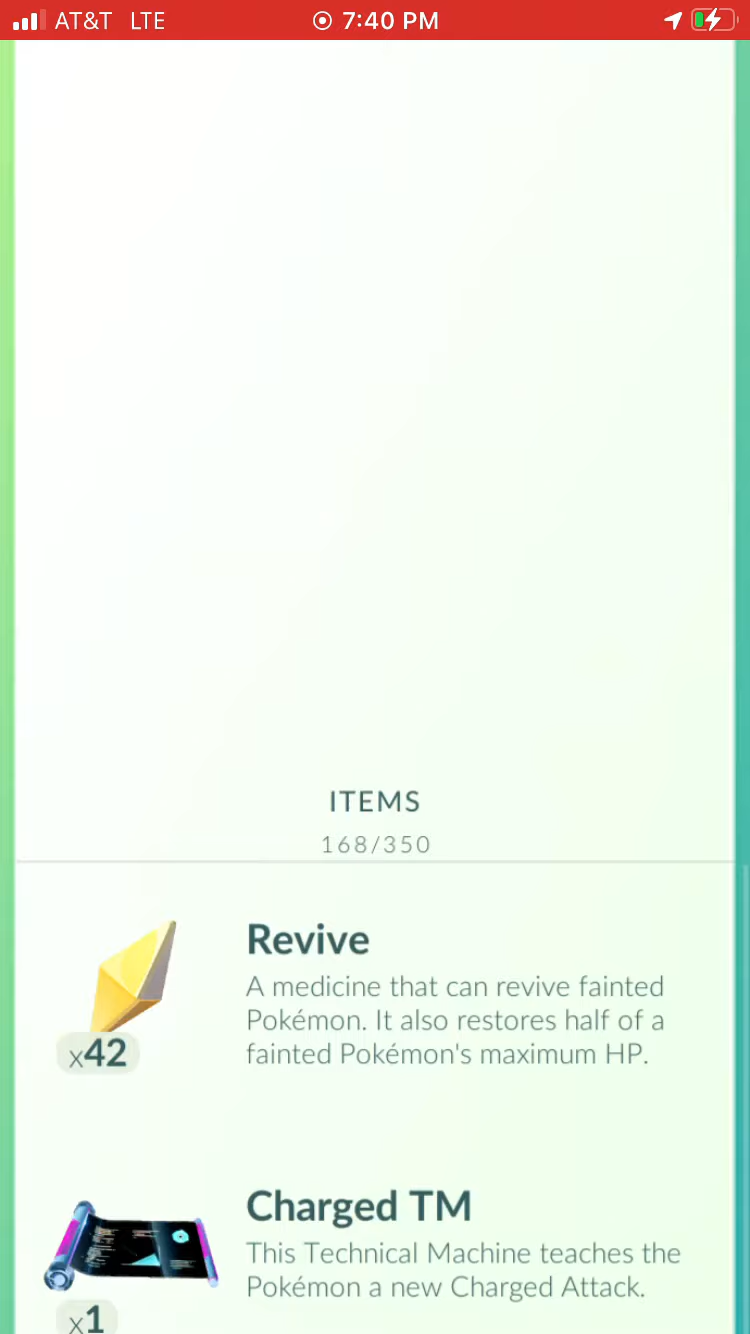 AT&T LTE 7:40 PM
ITEMS
168/350
Revive
A medicine that can revive fainted
Pokémon. It also restores half of a
fainted Pokémon's maximum HP.
x42
Charged TM
This Technical Machine teaches the
Pokémon a new Charged Attack.
x1